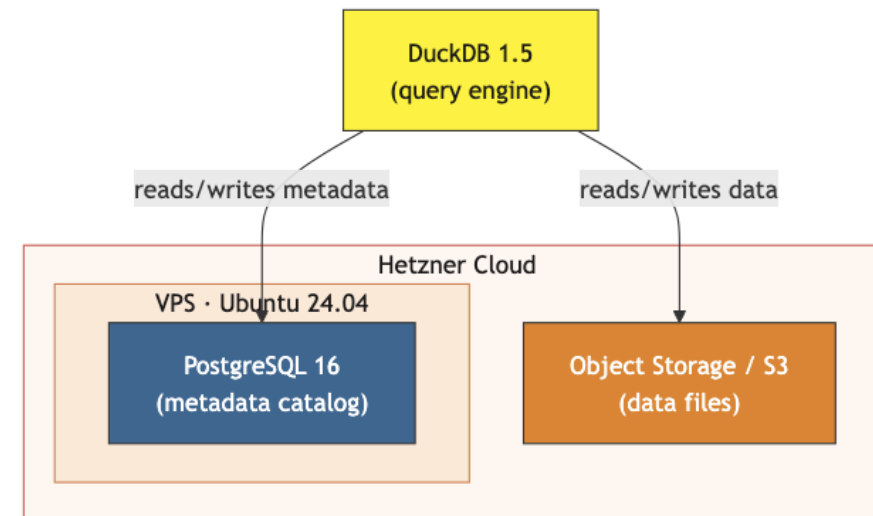 DuckDB 1.5
(query engine)
reads/writes metadata
reads/writes data
Hetzner Cloud
VPS · Ubuntu 24.04
PostgreSQL 16
(metadata catalog)
Object Storage / S3
(data files)